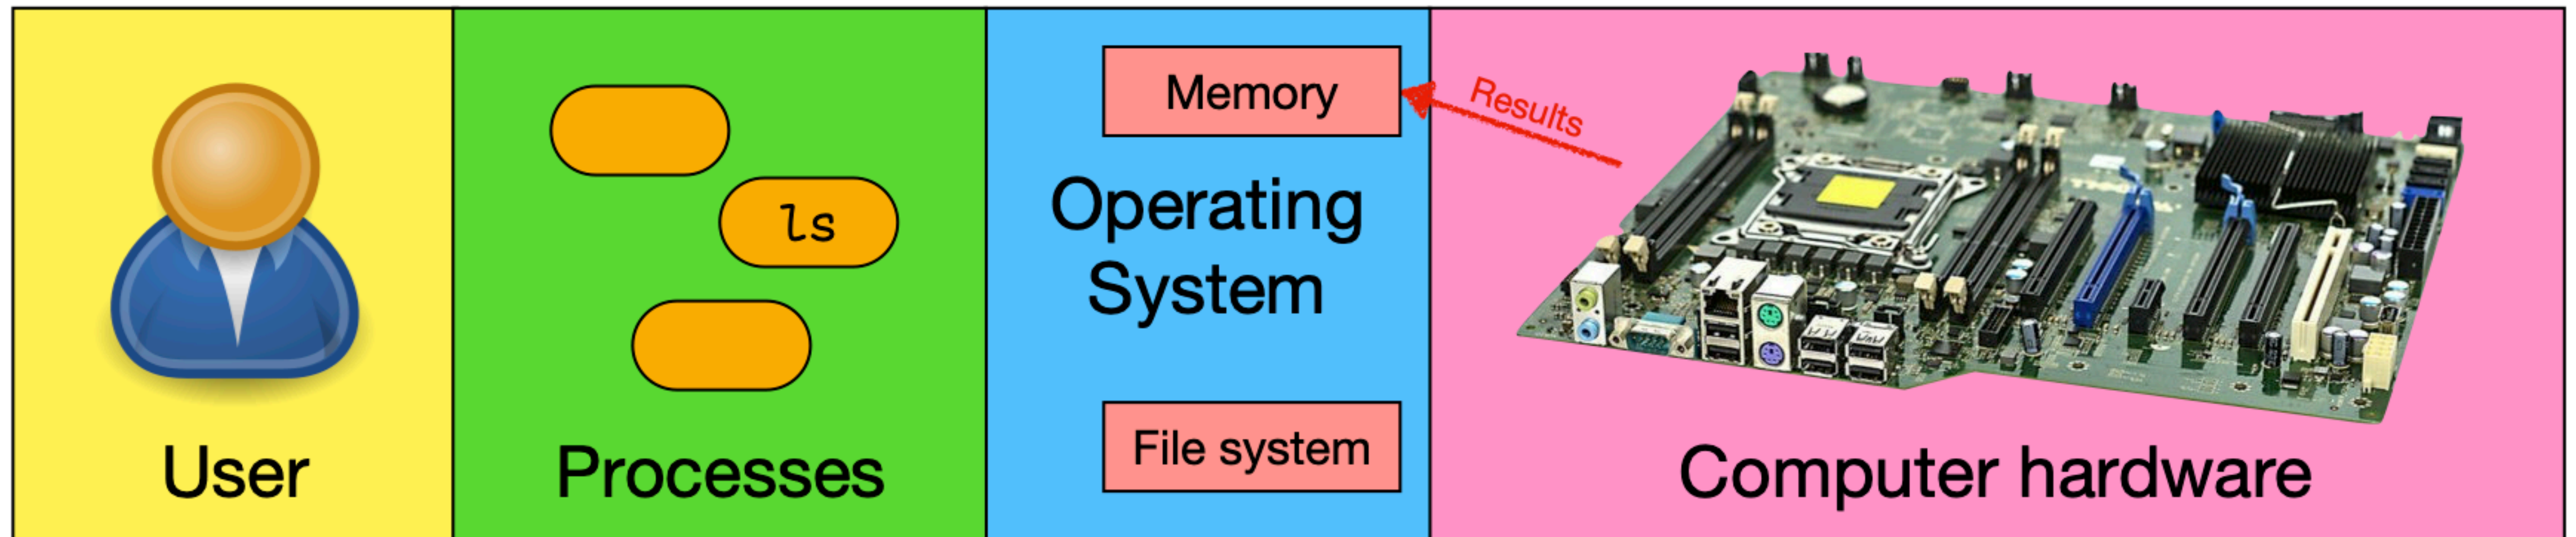 User
Processes
ls
Memory
Operating
System
File system
Results
Computer hardware